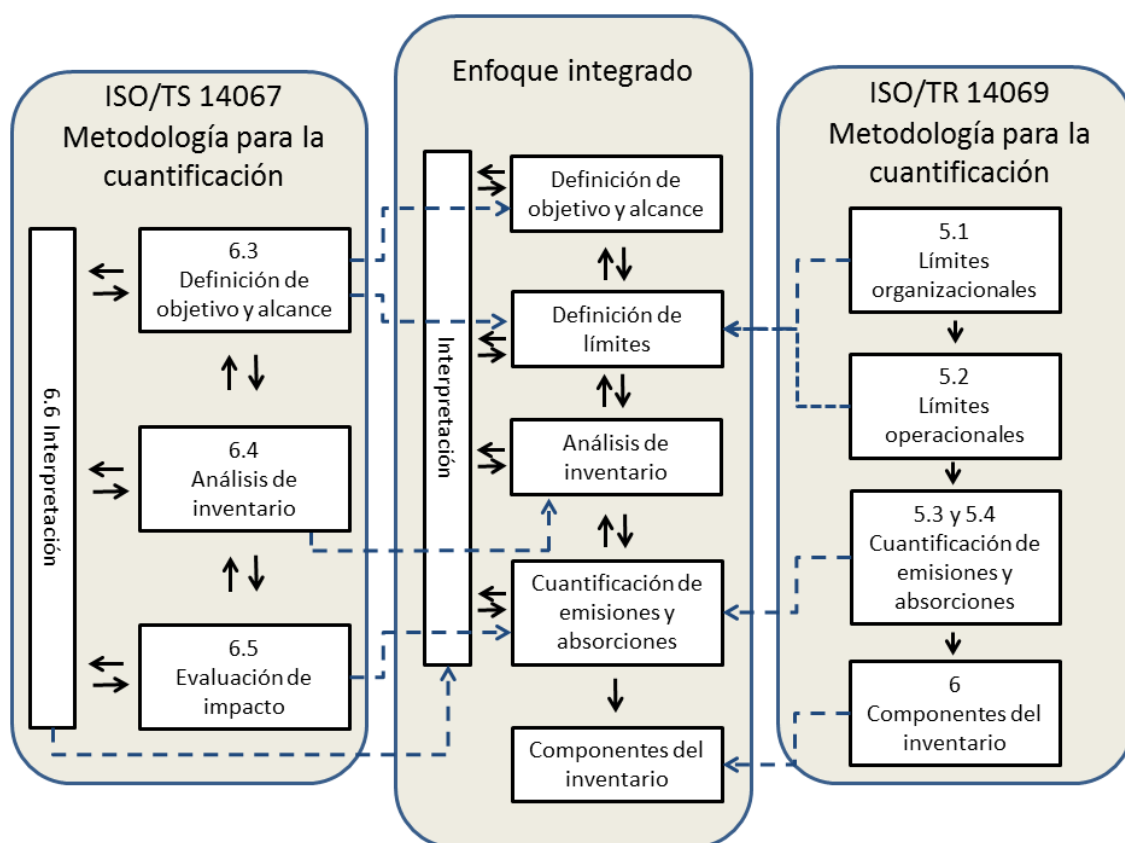 ISO/TS 14067
Metodología para la
cuantificación
6.6 Interpretación
6.3
Definición de
objetivo y alcance
6.4
Análisis de
inventario
6.5
Evaluación de
impacto
Enfoque integrado
Interpretación
Definición de
objetivo y alcance
Definición de
límites
Análisis de
inventario
Cuantificación de
emisiones y
absorciones
Componentes del
inventario
ISO/TR 14069
Metodología para la
cuantificación
5.1
Límites
organizacionales
5.2
Límites
operacionales
5.3 y 5.4
Cuantificación de
emisiones y
absorciones
6
Componentes del
inventario